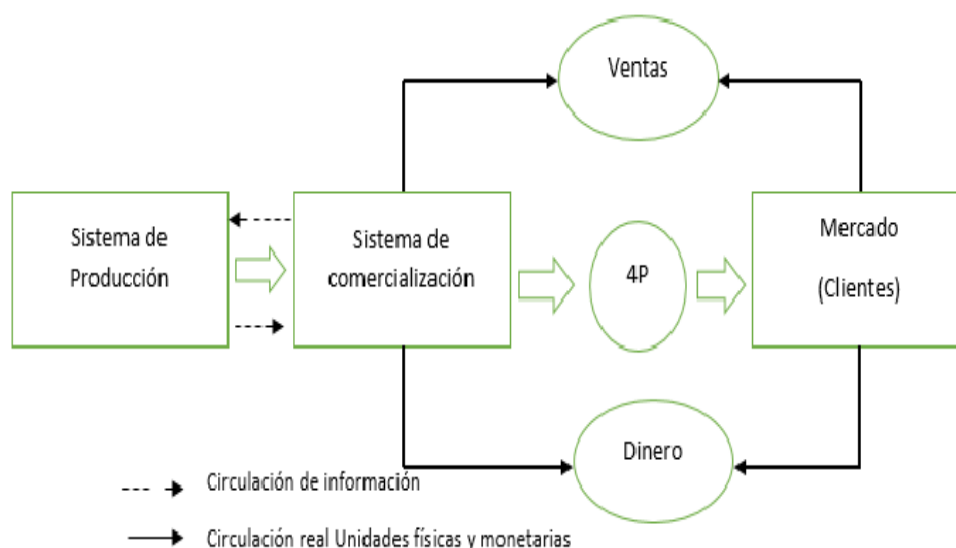 Ventas
Sistema de
Producción
Sistema de
comercialización
4P
Mercado
(Clientes)
Dinero
Circulación de información
Circulación real Unidades físicas y monetarias